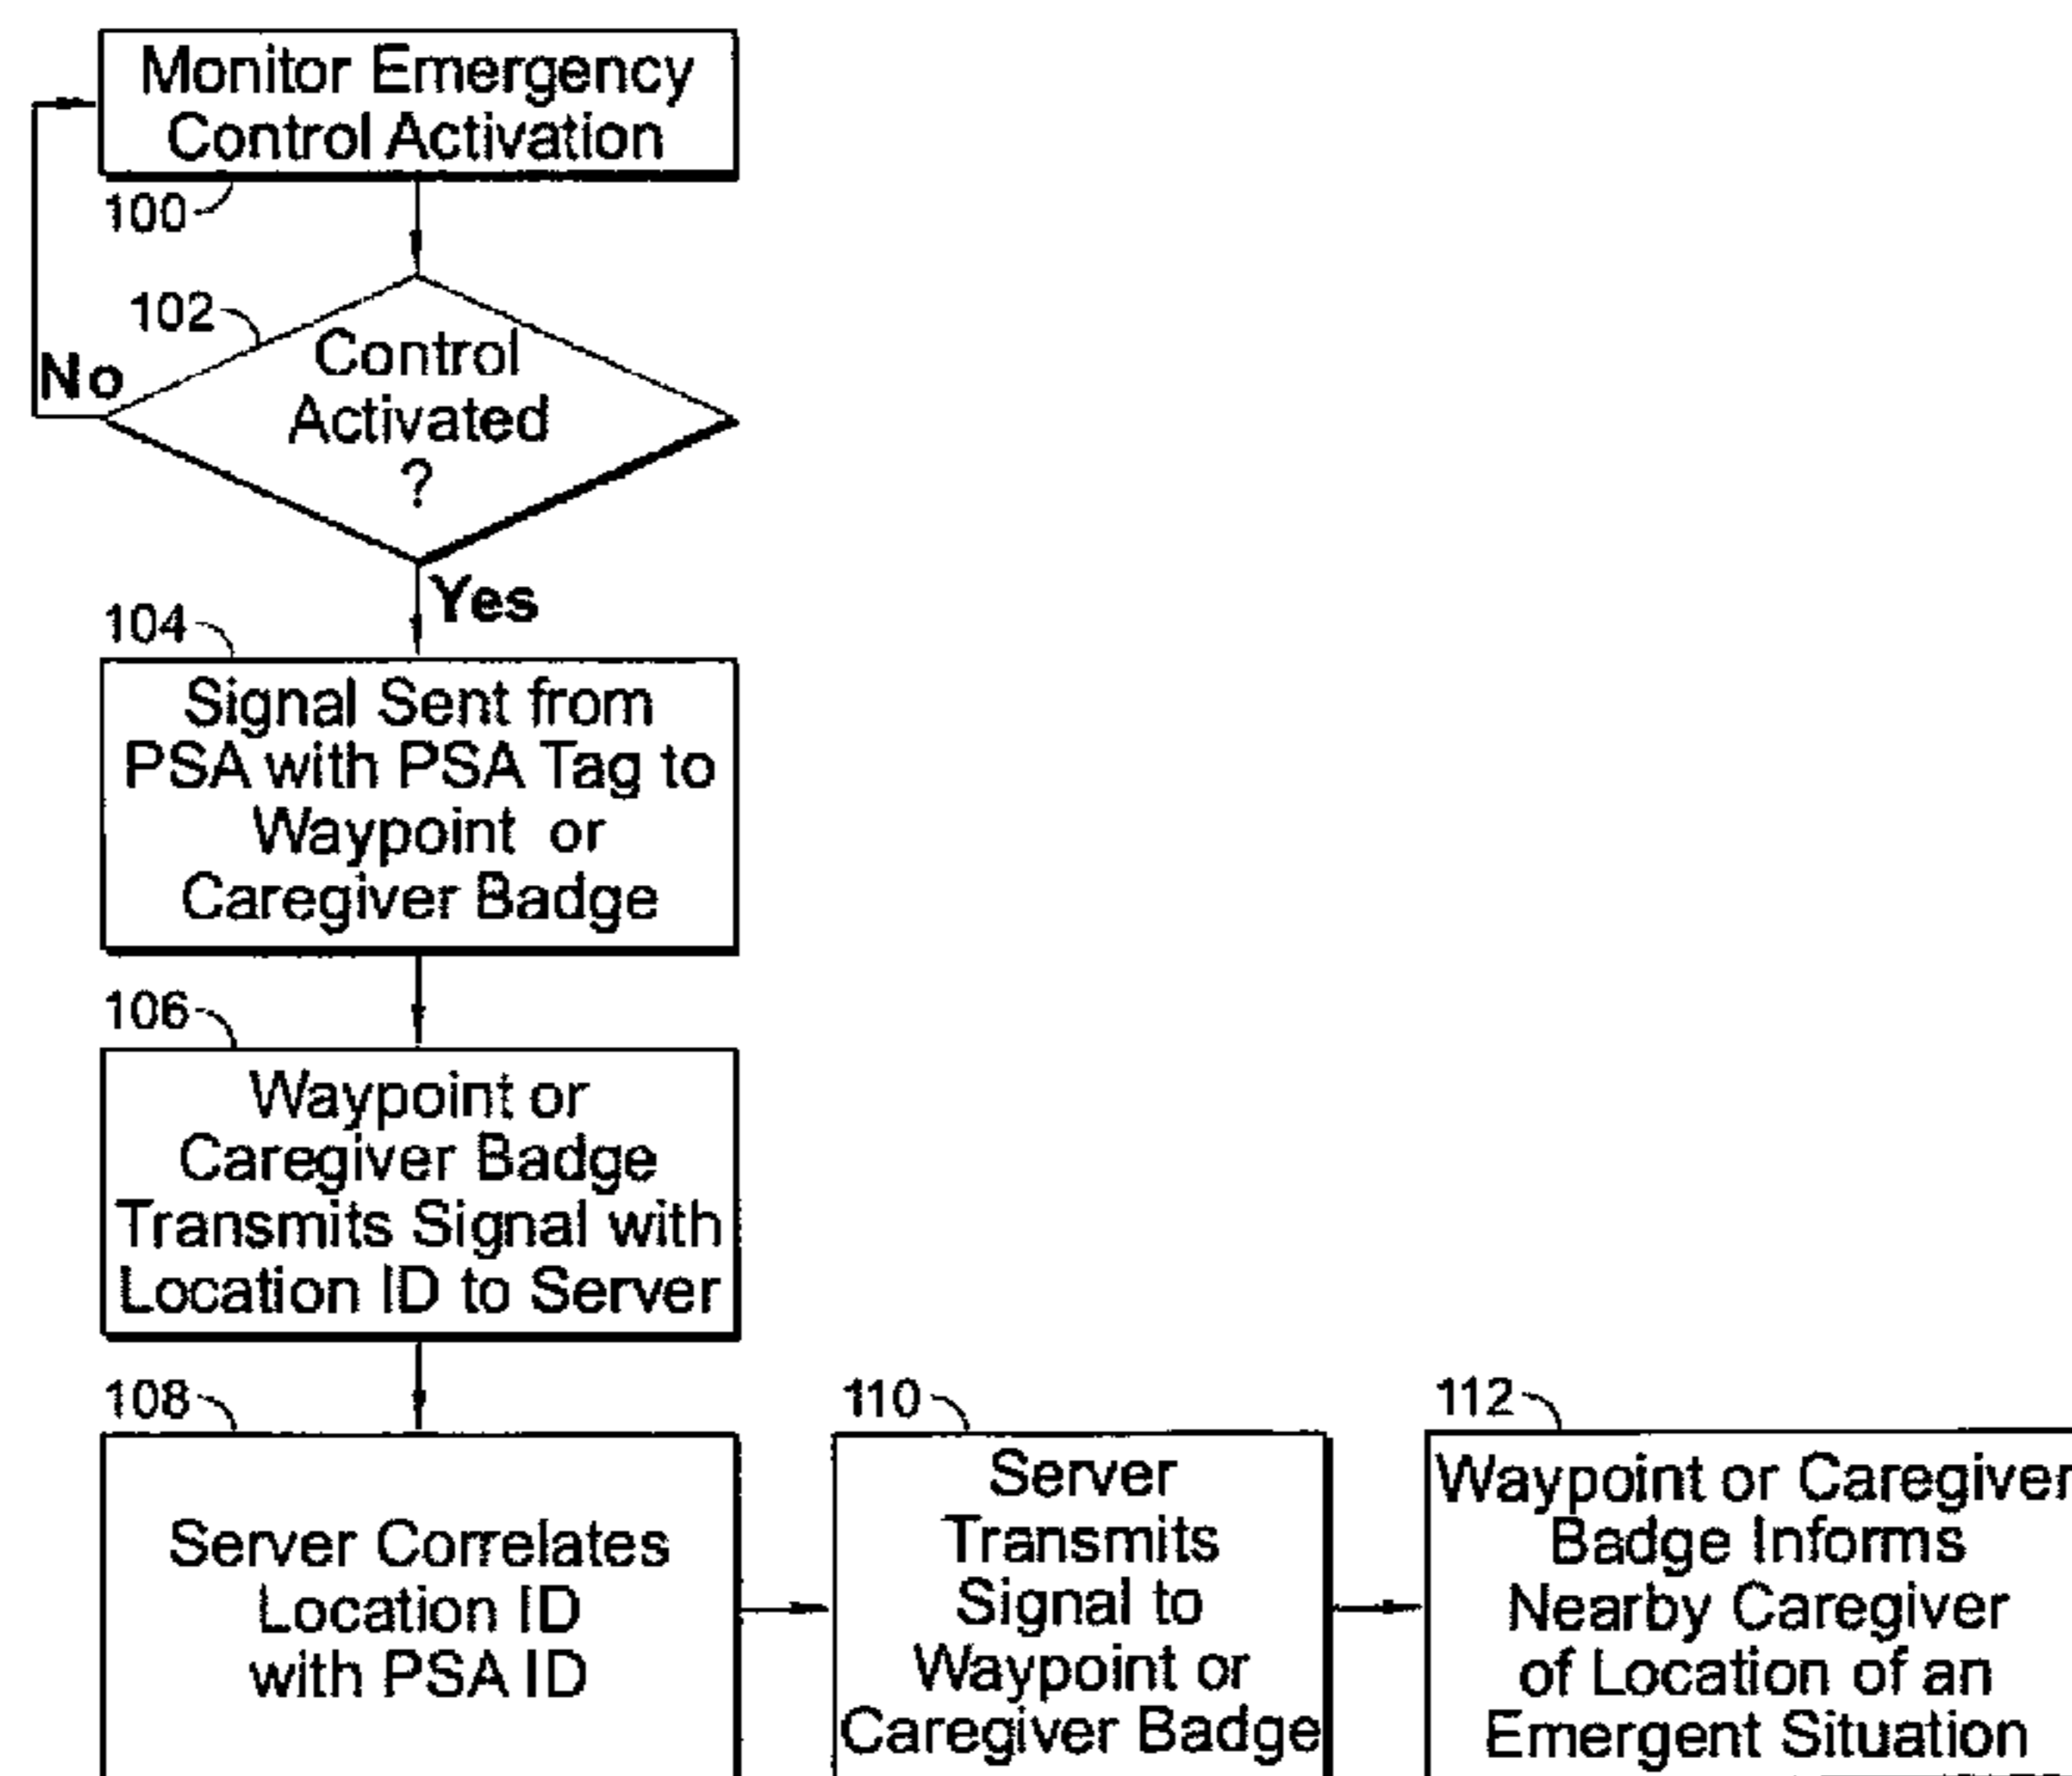 Monitor Emergency
Control Activation
100
102
Control
Activated
?
No
Yes
104
Signal Sent from
PSA with PSA Tag to
Waypoint or
Caregiver Badge
106
Waypoint or
Caregiver Badge
Transmits Signal with
Location ID to Server
108
Server Correlates
Location ID
with PSA ID
110
Server
Transmits
Signal to
Waypoint or
Caregiver Badge
112
Waypoint or Caregiver
Badge Informs
Nearby Caregiver
of Location of an
Emergent Situation